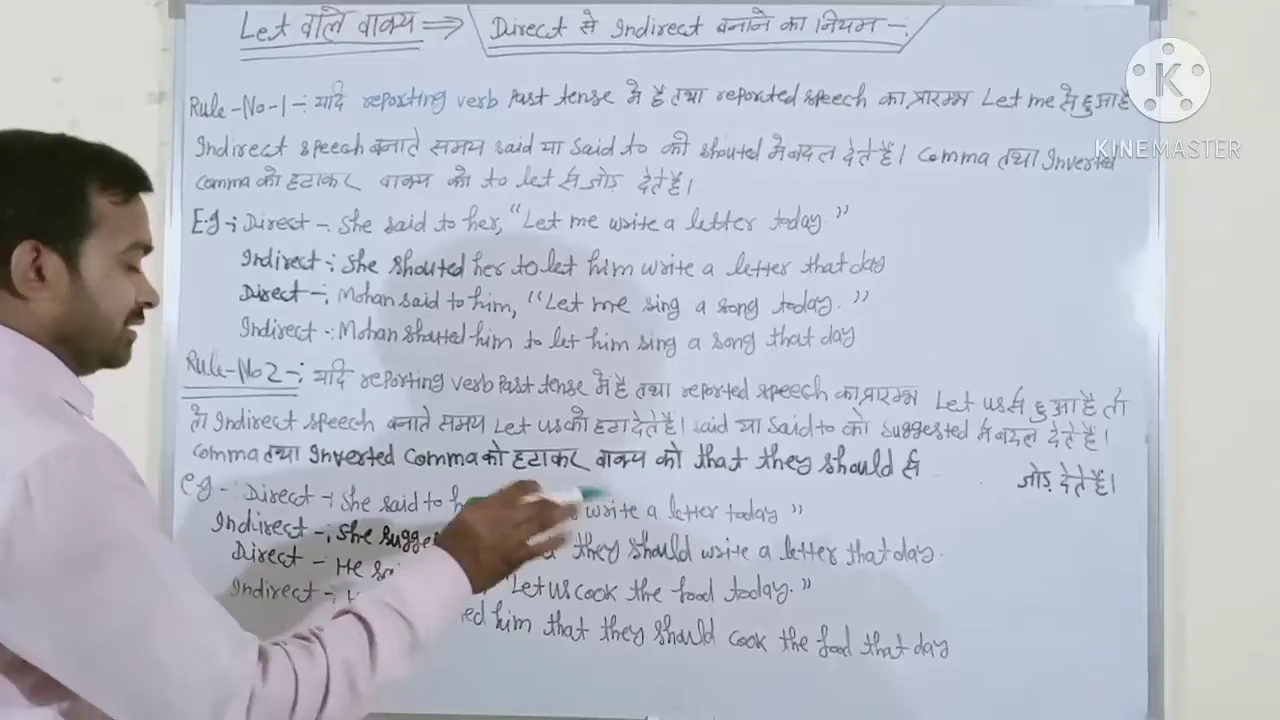 Let वाले वाक्य ⇒ Direct से Indirect बनाने का नियम -:
Rule-No-1-: यदि reporting verb Past tense में है तथा reported speech का प्रारम्भ Let me से हुआ है
Indirect speech बनाते समय said या said to को shouted में बदल देते हैं। Comma तथा Inverted
Comma को हटाकर वाक्य को to let से जोड़ देते हैं।
E.g-: Direct-: She said to her, "Let me write a letter today."
Indirect-: She shouted her to let him write a letter that day
Direct-: Mohan said to him, "Let me sing a song today."
Indirect-: Mohan shouted him to let him sing a song that day
Rule-No2-: यदि reporting verb Past tense में है तथा reported speech का प्रारम्भ Let us से हुआ है तो
तो Indirect speech बनाते समय Let us को हटा देते हैं। said या said to को suggested में बदल देते हैं।
Comma तथा Inverted Comma को हटाकर वाक्य को that they should से जोड़ देते हैं।
e.g- Direct-: She said to write a letter today"
Indirect-: She they should write a letter that day.
Direct- He "Let us cook the food today."
Indirect-: him that they should cook the food that day
K
KINEMASTER